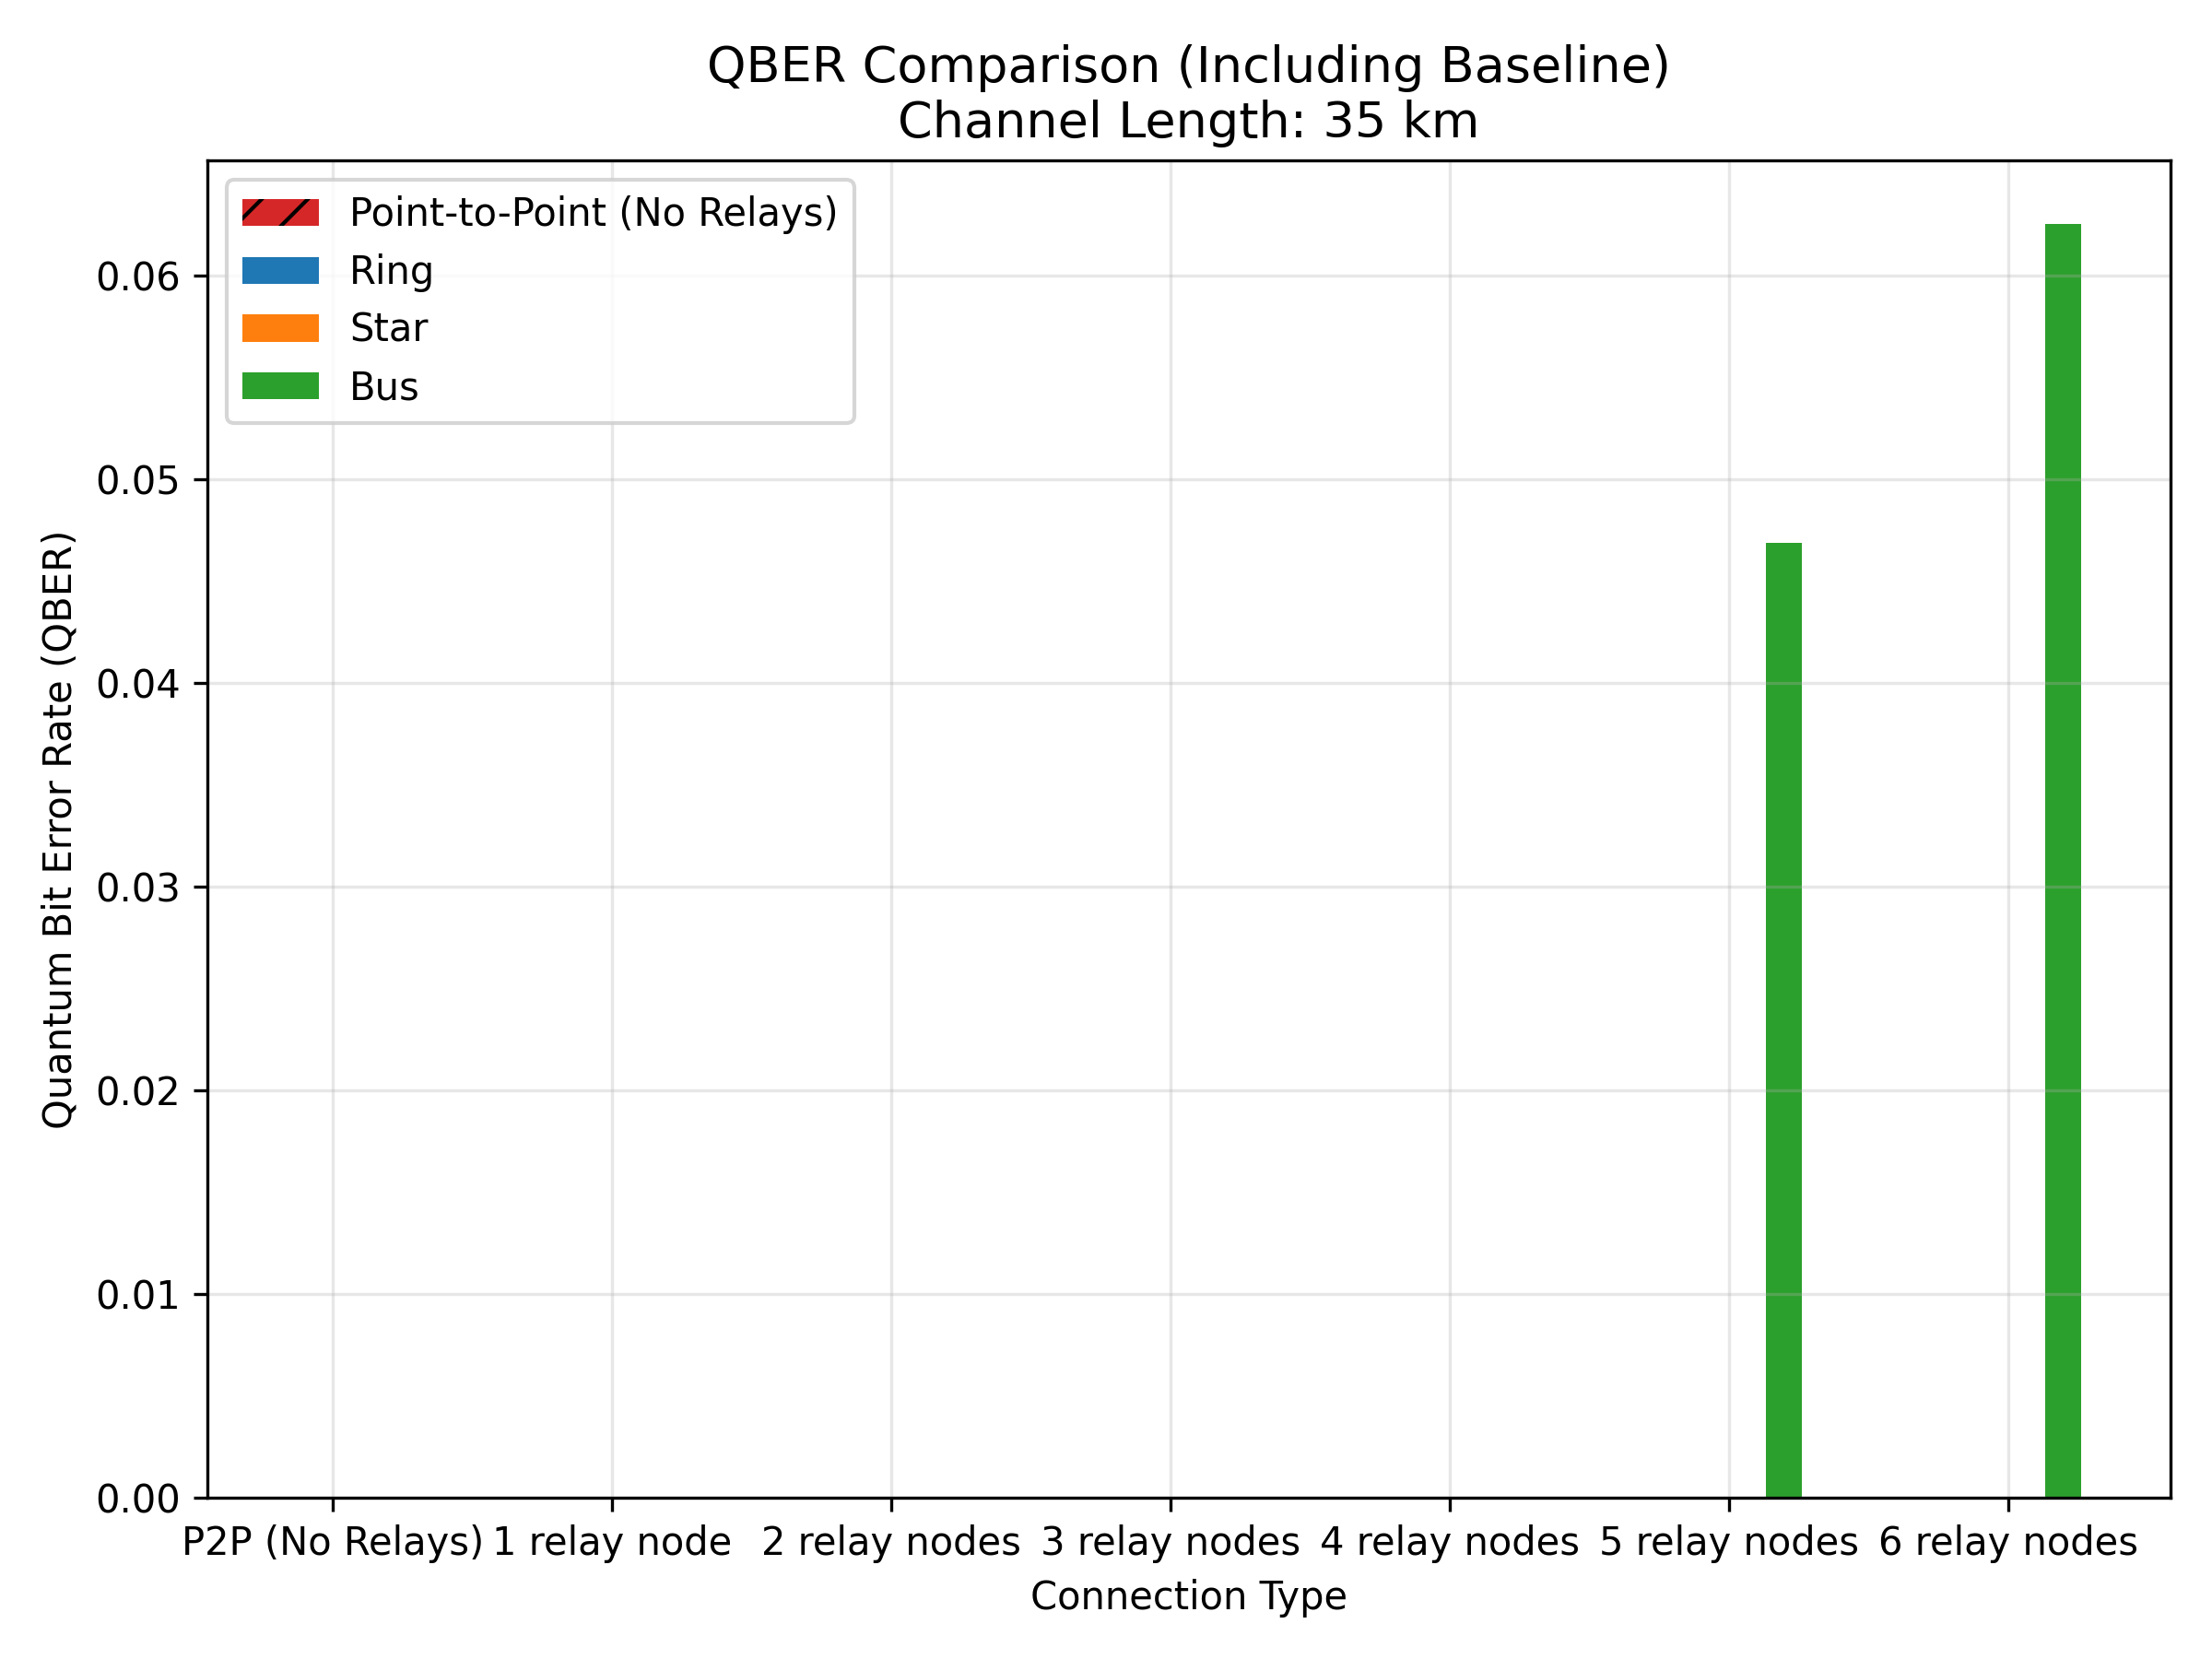 QBER Comparison (Including Baseline)
Channel Length: 35 km
Point-to-Point (No Relays)
Ring
Star
Bus
Quantum Bit Error Rate (QBER)
0.06
0.05
0.04
0.03
0.02
0.01
0.00
P2P (No Relays) 1 relay node 2 relay nodes 3 relay nodes 4 relay nodes 5 relay nodes 6 relay nodes
Connection Type